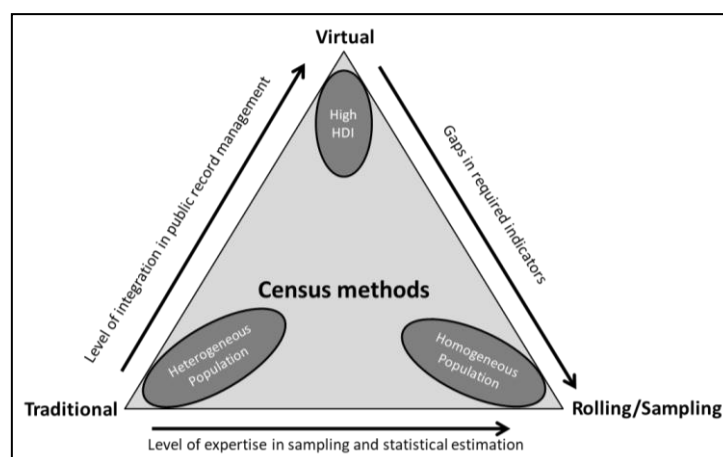 Virtual
High
HDI
Level of integration in public record management
Gaps in required indicators
Census methods
Heterogeneous
Population
Homogeneous
Population
Traditional
Rolling/Sampling
Level of expertise in sampling and statistical estimation